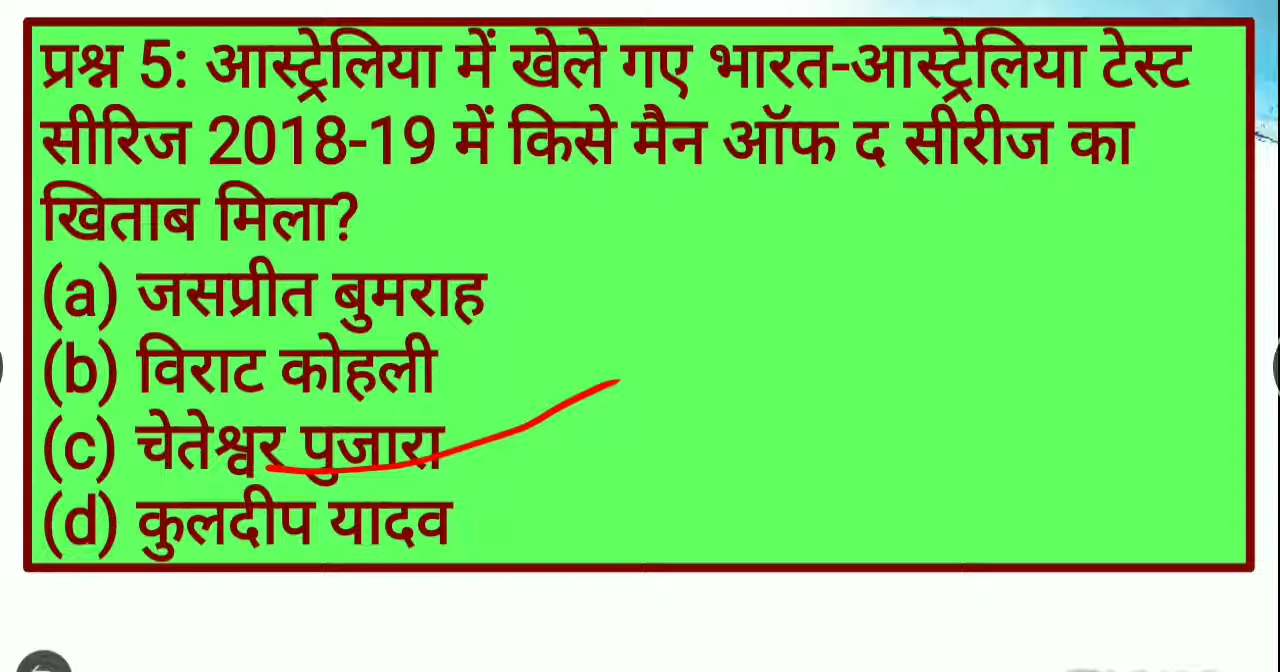 प्रश्न 5: आस्ट्रेलिया में खेले गए भारत-आस्ट्रेलिया टेस्ट
सीरिज 2018-19 में किसे मैन ऑफ द सीरीज का
खिताब मिला?
(a) जसप्रीत बुमराह
(b) विराट कोहली
(c) चेतेश्वर पुजारा
(d) कुलदीप यादव